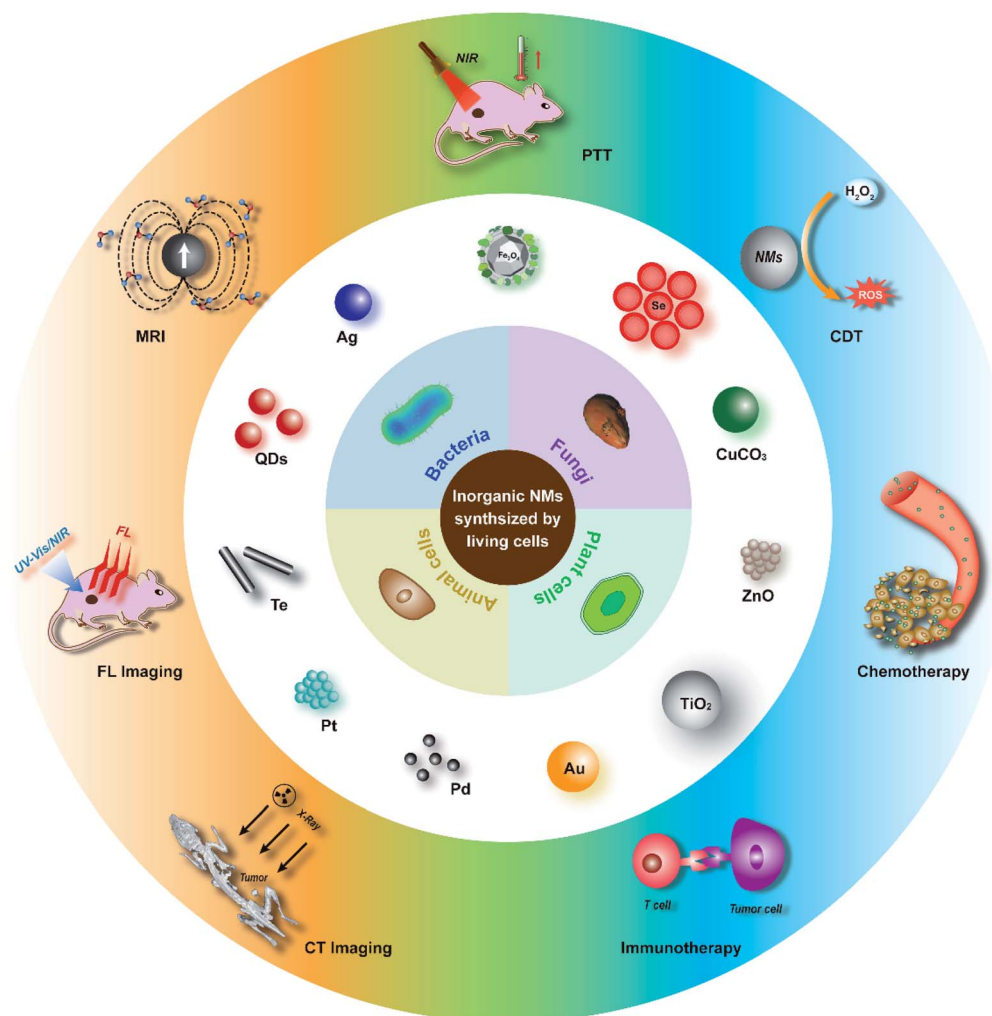 NIR
PTT
H₂O₂
NMs
ROS
CDT
MRI
Fe₃O₄
Ag
Se
QDs
CuCO₃
Bacteria
Fungi
Inorganic NMs
synthsized by
living cells
Animal cells
Plant cells
UV-Vis/NIR
FL
FL Imaging
Te
ZnO
Chemotherapy
Pt
TiO₂
Pd
Au
X-Ray
Tumor
CT Imaging
T cell
Tumor cell
Immunotherapy